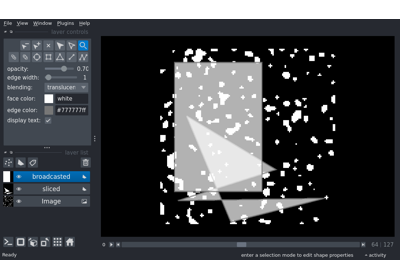 File View Window Plugins Help
layer controls
opacity: 0.70
edge width: 1
blending: translucer
face color: white
edge color: #777777ff
display text:
layer list
broadcasted
sliced
Image
64 127
Ready
enter a selection mode to edit shape properties
activity